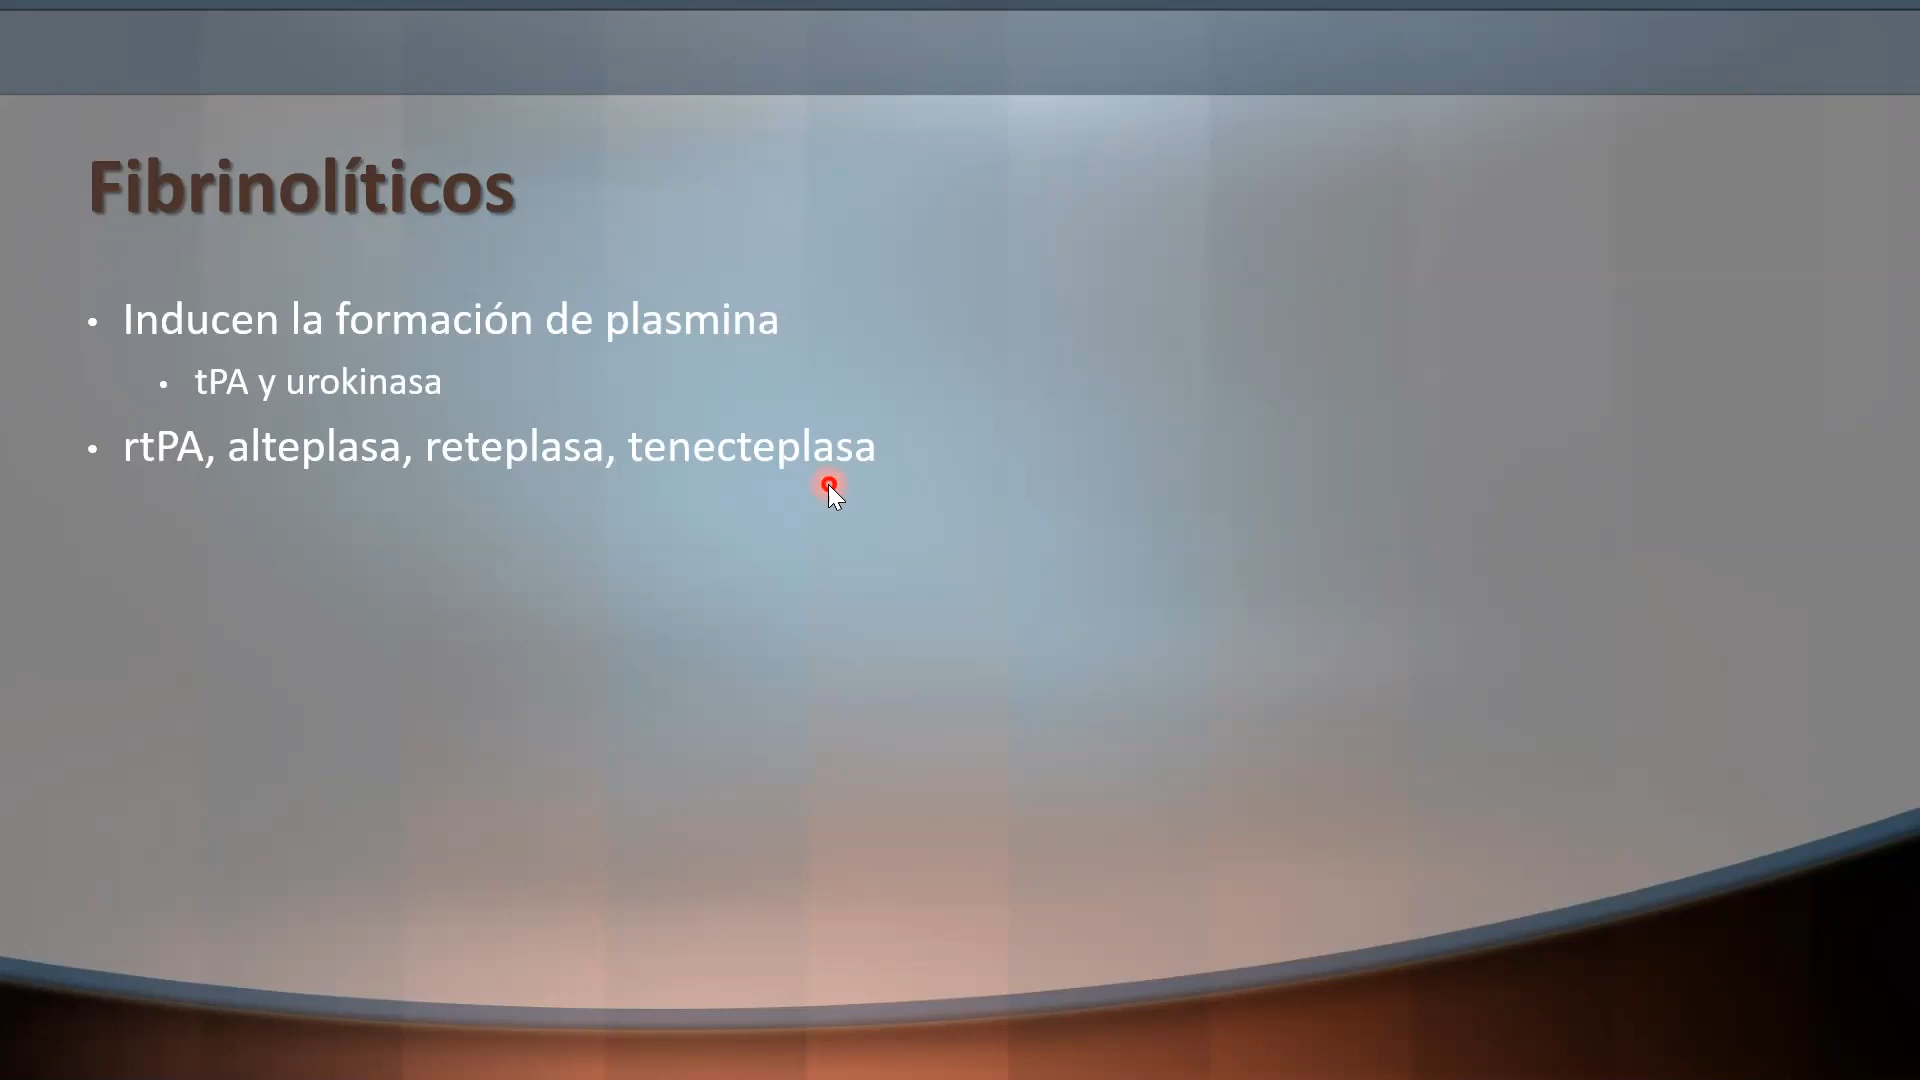 Fibrinolíticos
• Inducen la formación de plasmina
• tPA y urokinasa
• rtPA, alteplasa, reteplasa, tenecteplasa